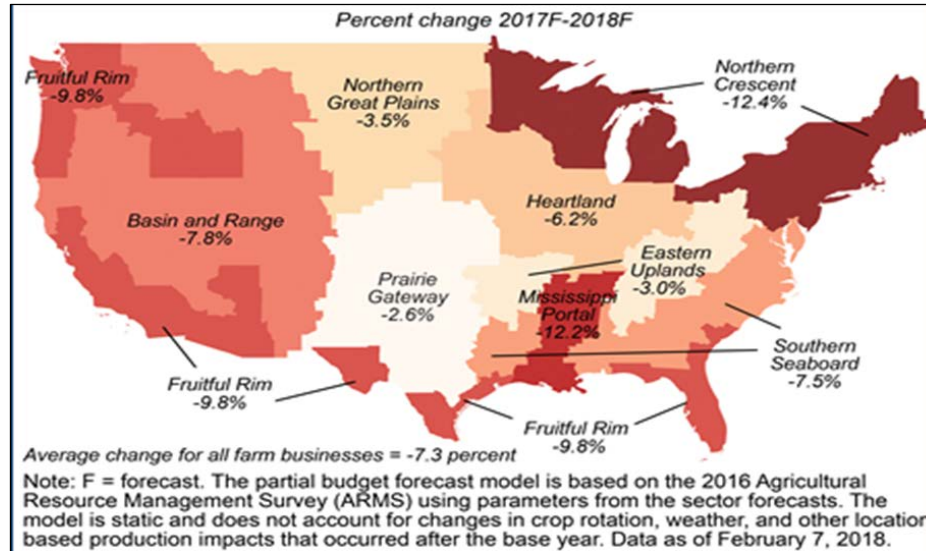 Percent change 2017F-2018F
Fruitful Rim
-9.8%
Northern
Great Plains
-3.5%
Northern
Crescent
-12.4%
Basin and Range
-7.8%
Heartland
-6.2%
Eastern
Uplands
-3.0%
Prairie
Gateway
-2.6%
Mississippi
Portal
-12.2%
Southern
Seaboard
-7.5%
Fruitful Rim
-9.8%
Fruitful Rim
-9.8%
Average change for all farm businesses = -7.3 percent
Note: F = forecast. The partial budget forecast model is based on the 2016 Agricultural
Resource Management Survey (ARMS) using parameters from the sector forecasts. The
model is static and does not account for changes in crop rotation, weather, and other location
based production impacts that occurred after the base year. Data as of February 7, 2018.